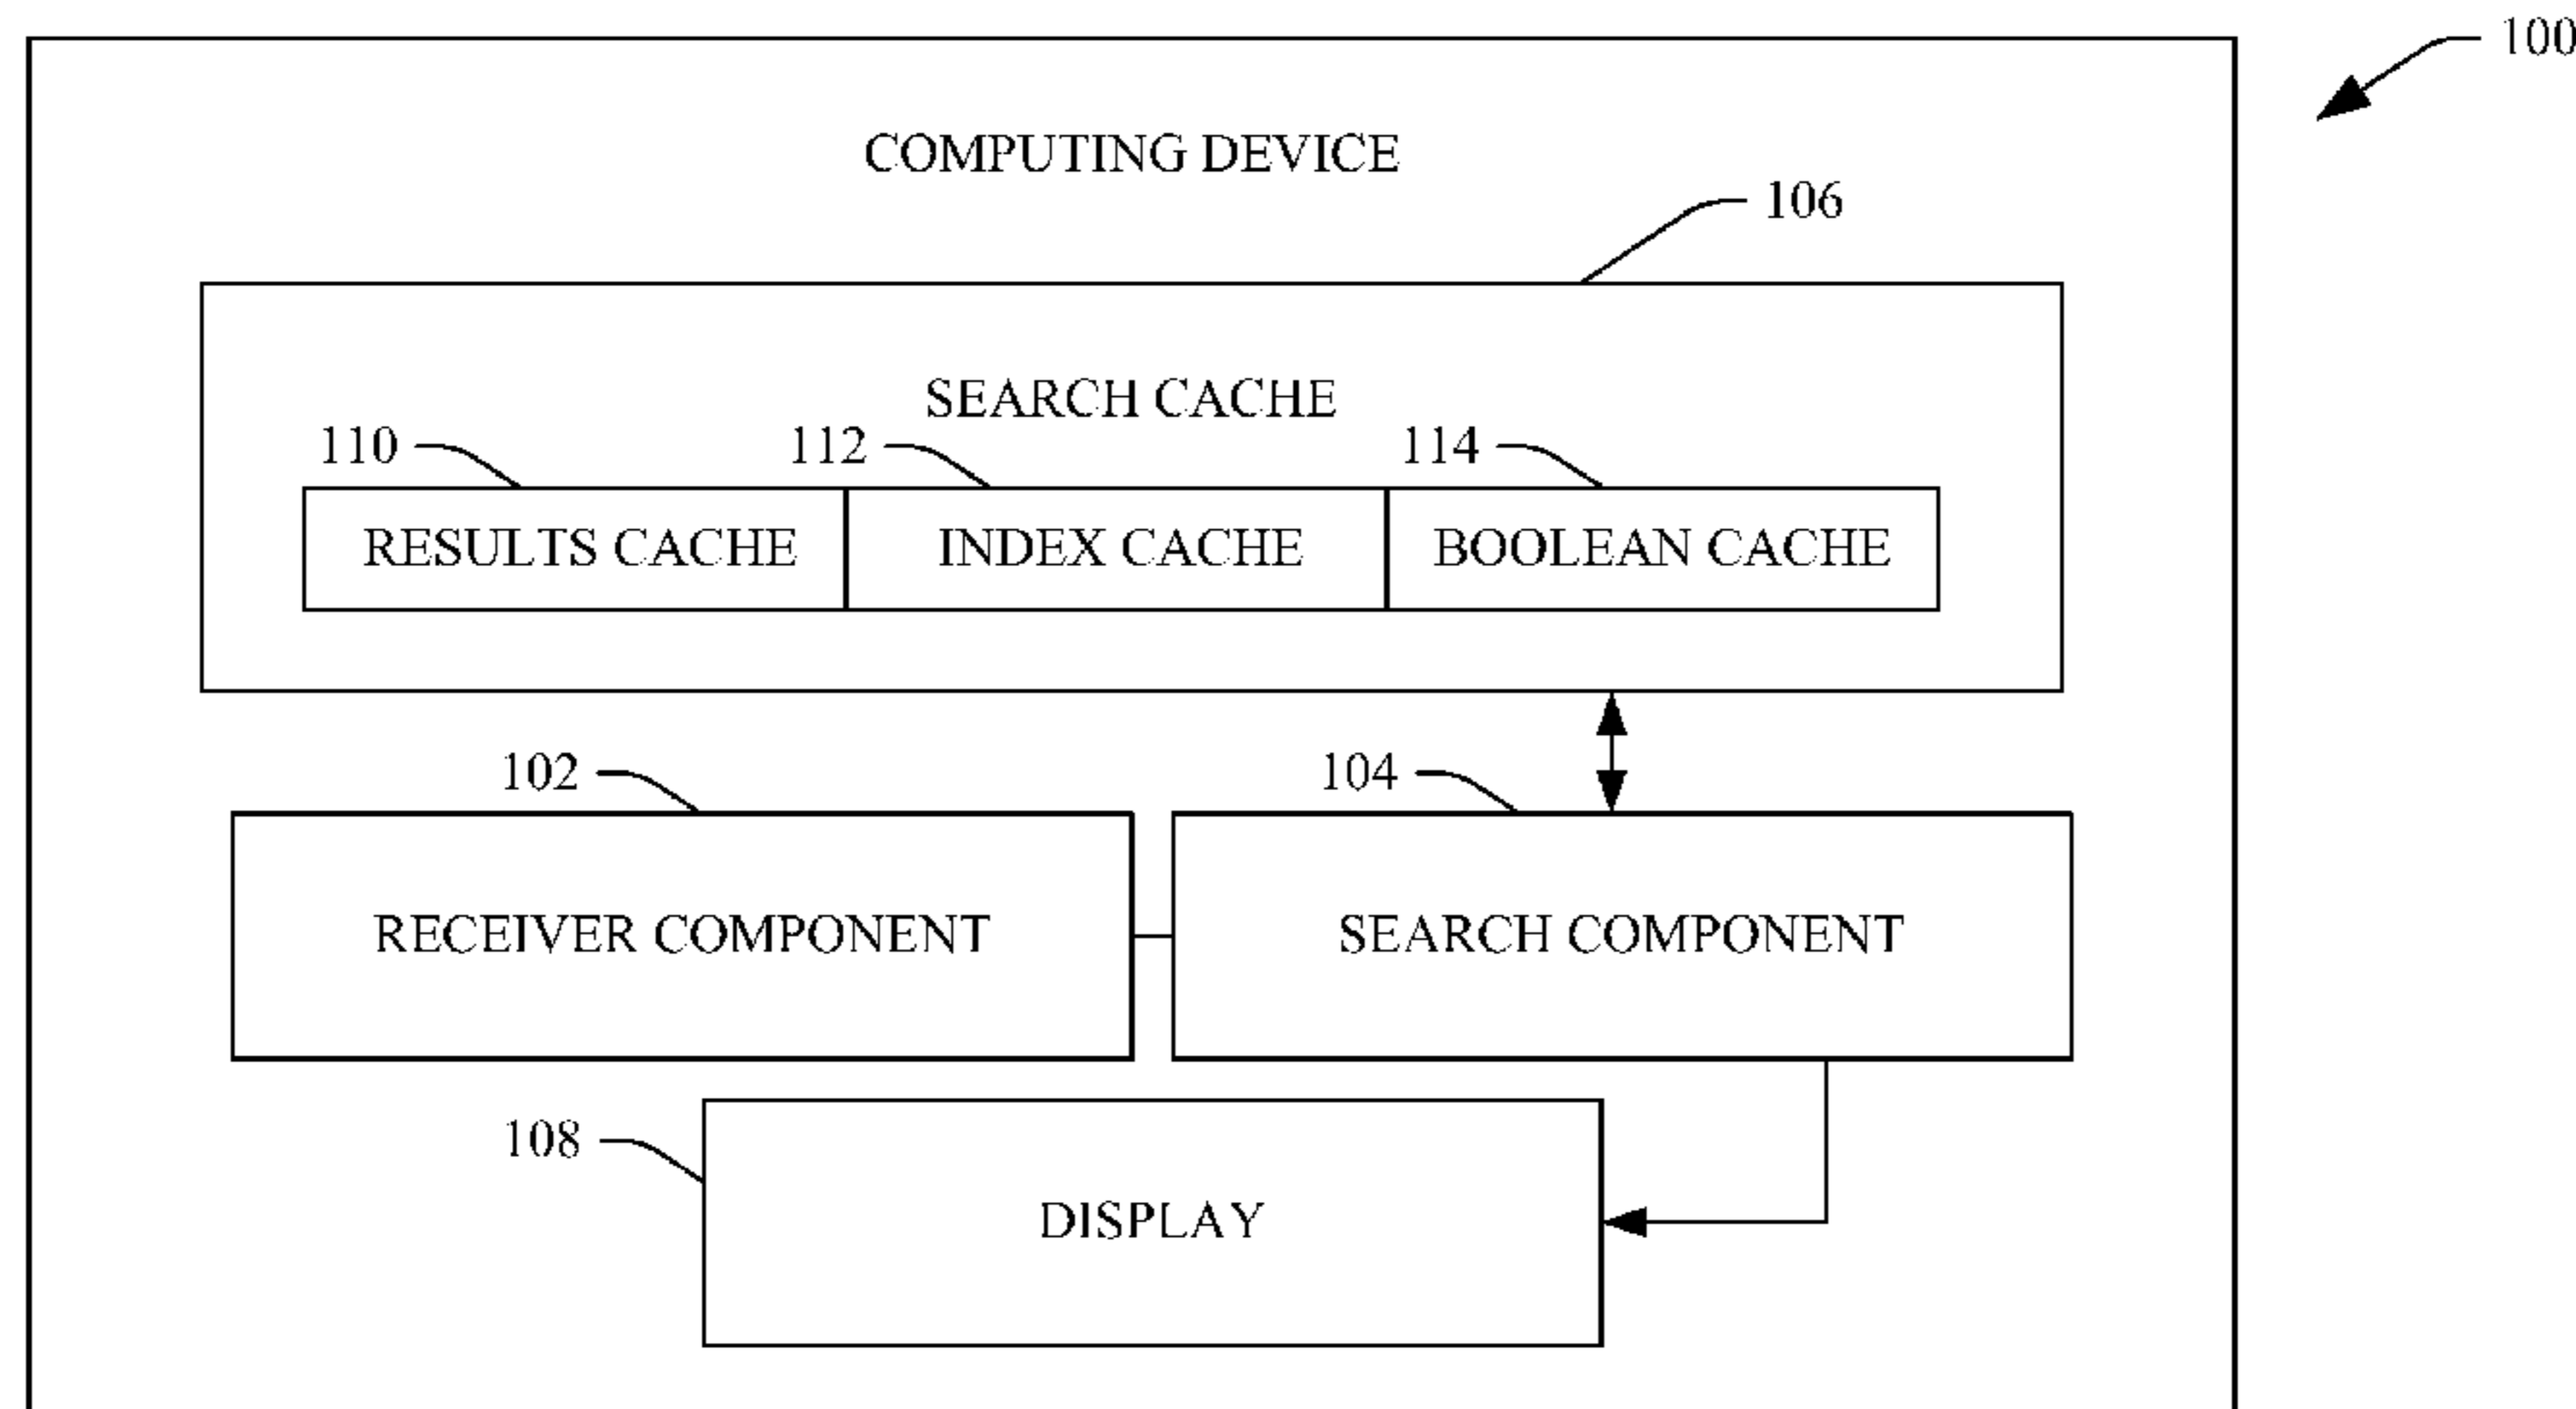 100
COMPUTING DEVICE
106
SEARCH CACHE
110 112 114
RESULTS CACHE INDEX CACHE BOOLEAN CACHE
102 104
RECEIVER COMPONENT SEARCH COMPONENT
108
DISPLAY